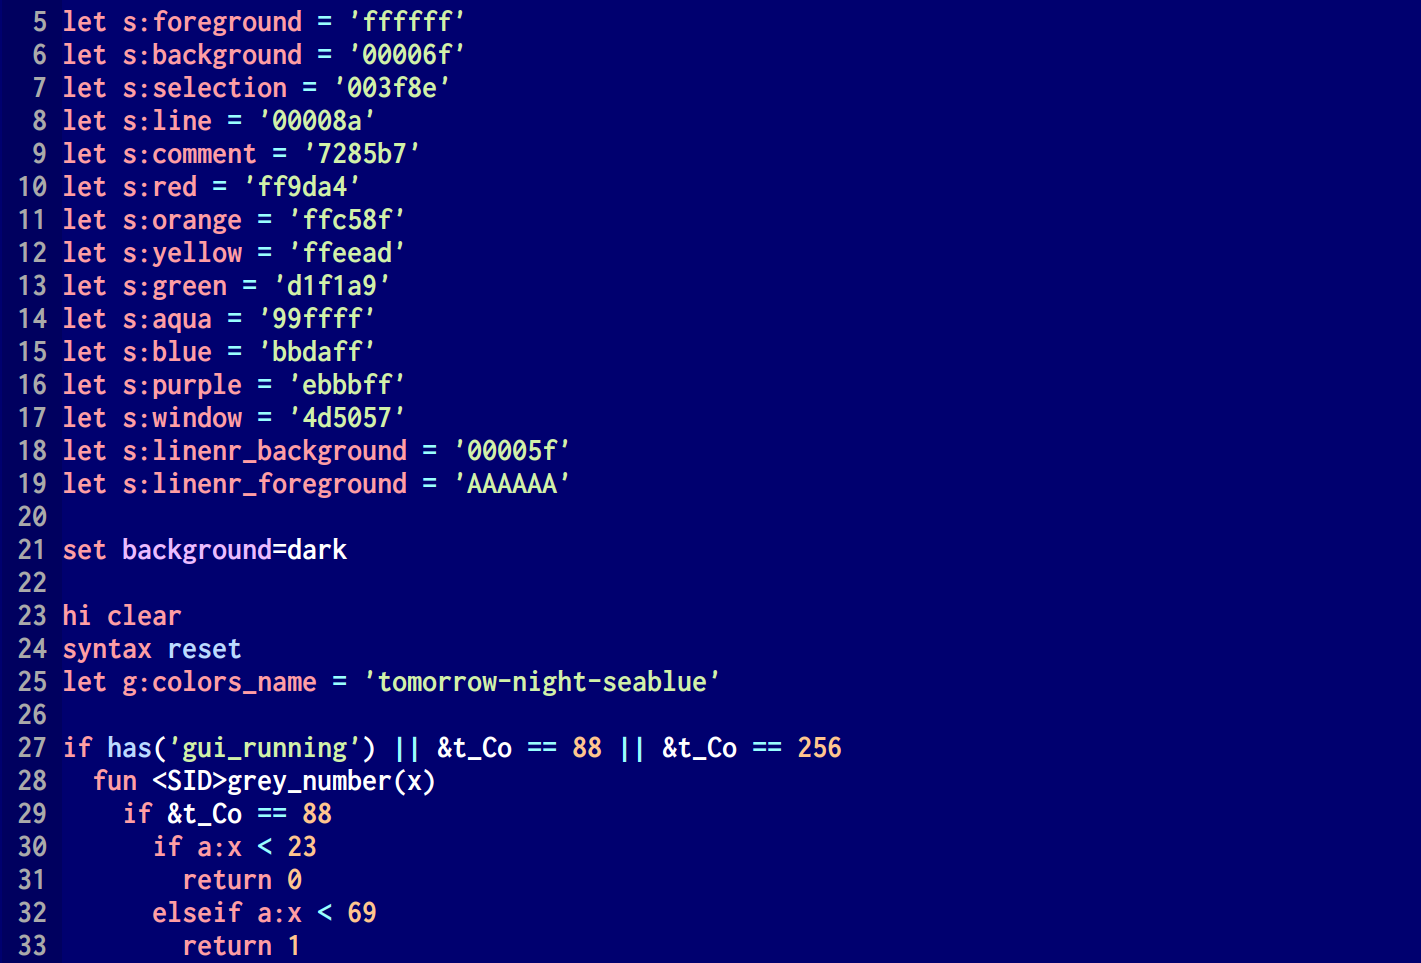 5 let s:foreground = 'ffffff'
6 let s:background = '00006f'
7 let s:selection = '003f8e'
8 let s:line = '00008a'
9 let s:comment = '7285b7'
10 let s:red = 'ff9da4'
11 let s:orange = 'ffc58f'
12 let s:yellow = 'ffeead'
13 let s:green = 'd1f1a9'
14 let s:aqua = '99ffff'
15 let s:blue = 'bbdaff'
16 let s:purple = 'ebbbff'
17 let s:window = '4d5057'
18 let s:linenr_background = '00005f'
19 let s:linenr_foreground = 'AAAAAA'
20
21 set background=dark
22
23 hi clear
24 syntax reset
25 let g:colors_name = 'tomorrow-night-seablue'
26
27 if has('gui_running') || &t_Co == 88 || &t_Co == 256
28   fun <SID>grey_number(x)
29     if &t_Co == 88
30       if a:x < 23
31         return 0
32       elseif a:x < 69
33         return 1